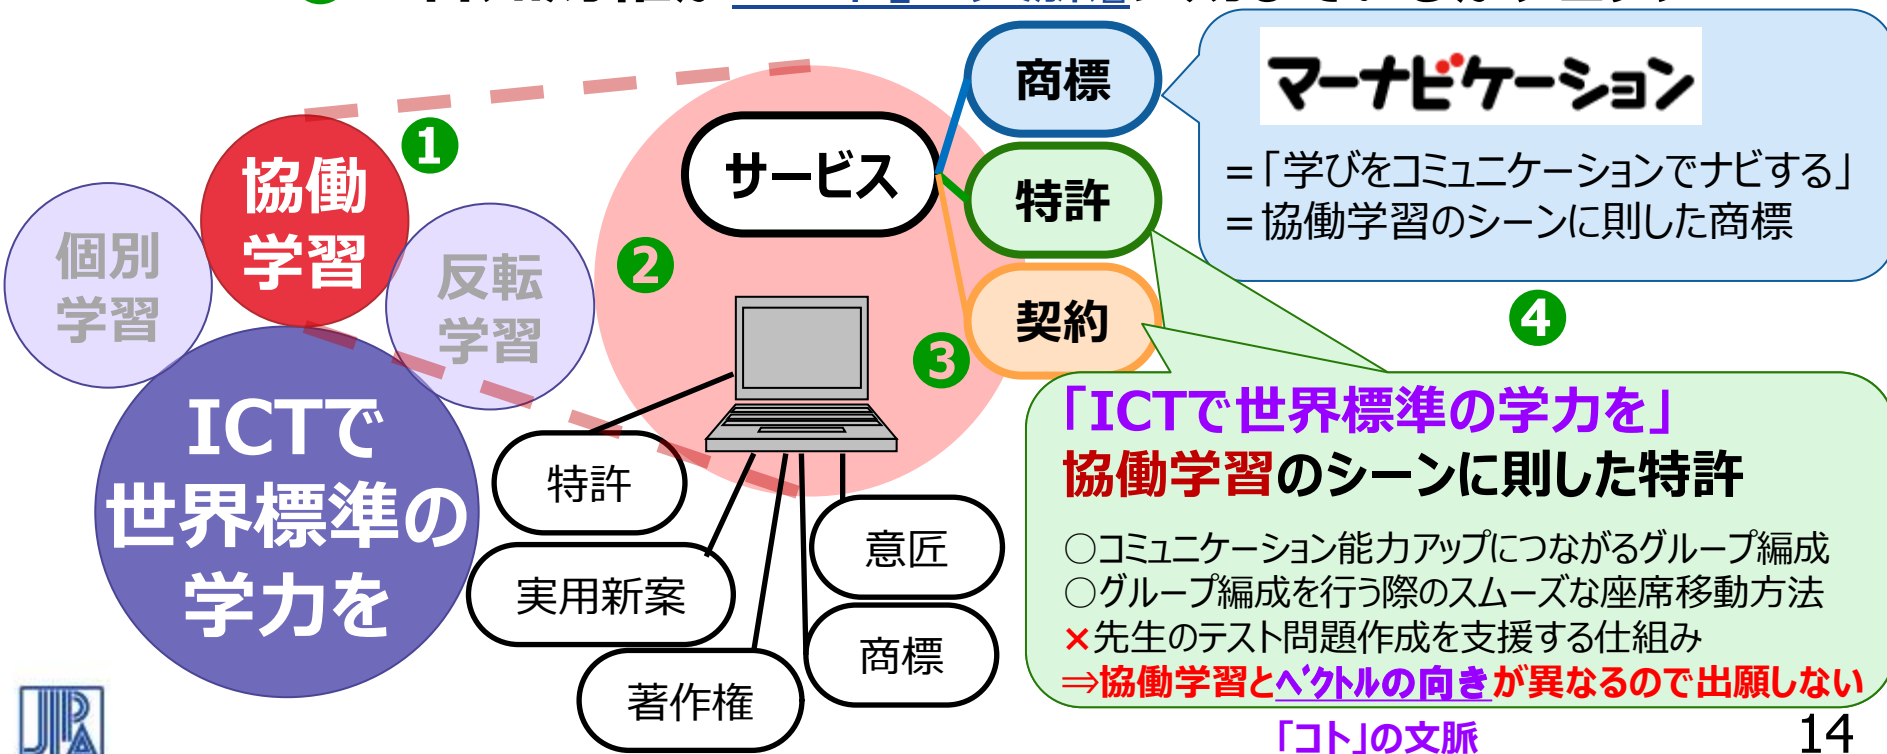 ❶
協働
学習
個別
学習
反転
学習
ICTで
世界標準の
学力を
❷
サービス
❸
商標
特許
契約
特許
実用新案
著作権
意匠
商標
マーナビケーション
=「学びをコミュニケーションでナビする」
=協働学習のシーンに則した商標
❹
「ICTで世界標準の学力を」
協働学習のシーンに則した特許
○コミュニケーション能力アップにつながるグループ編成
○グループ編成を行う際のスムーズな座席移動方法
×先生のテスト問題作成を支援する仕組み
⇒協働学習とベクトルの向きが異なるので出願しない
「コト」の文脈
14